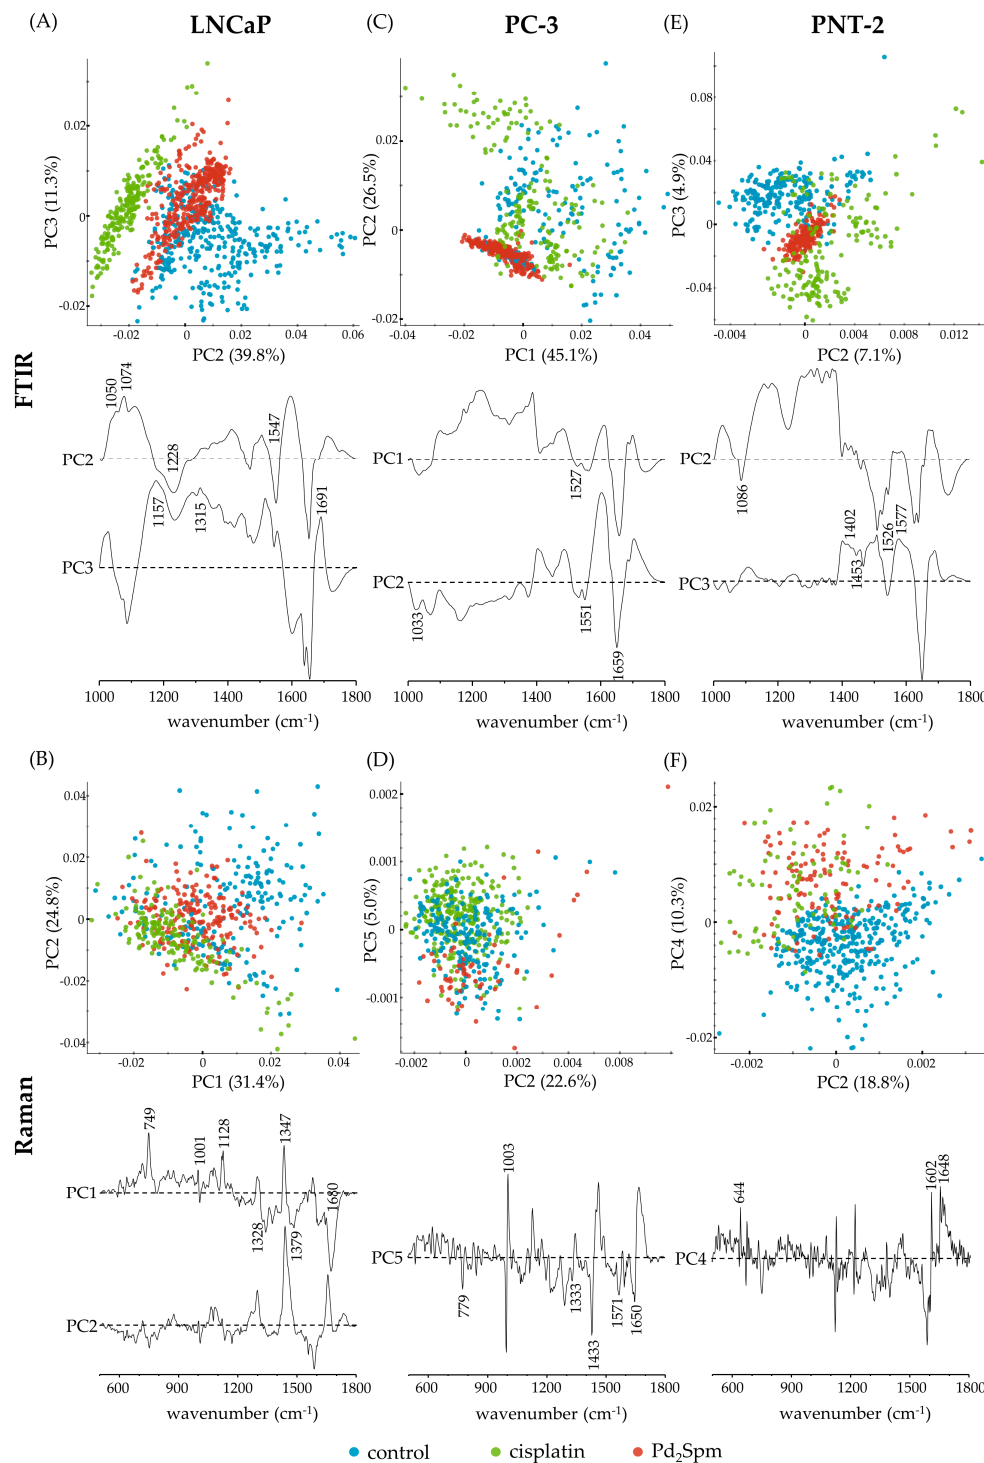 (A) LNCaP (C) PC-3 (E) PNT-2
FTIR
PC3 (11.3%)
0.02
0
-0.02
-0.02 0 0.02 0.04 0.06
PC2 (39.8%)
PC2 (26.5%)
0.02
0
-0.02
-0.04 -0.02 0 0.02 0.04
PC1 (45.1%)
PC3 (4.9%)
0.08
0.04
0
-0.04
-0.004 0 0.004 0.008 0.012
PC2 (7.1%)
PC2
1050
1074
1228
1547
PC3
1157
1315
1691
1000 1200 1400 1600 1800
wavenumber (cm-1)
PC1
1527
PC2
1033
1551
1659
1000 1200 1400 1600 1800
wavenumber (cm-1)
PC2
1086
PC3
1402
1453
1526
1577
1000 1200 1400 1600 1800
wavenumber (cm-1)
(B) (D) (F)
Raman
PC2 (24.8%)
0.04
0.02
0
-0.02
-0.04
-0.02 0 0.02 0.04
PC1 (31.4%)
PC5 (5.0%)
0.002
0.001
0
-0.001
-0.002 0 0.002 0.004 0.008
PC2 (22.6%)
PC4 (10.3%)
0.02
0
-0.02
-0.002 0 0.002
PC2 (18.8%)
PC1
749
1001
1128
1347
1328
1379
1680
PC2
600 900 1200 1500 1800
wavenumber (cm-1)
PC5
1003
779
1333
1433
1571
1650
600 900 1200 1500 1800
wavenumber (cm-1)
PC4
644
1602
1648
600 900 1200 1500 1800
wavenumber (cm-1)
control cisplatin Pd2Spm